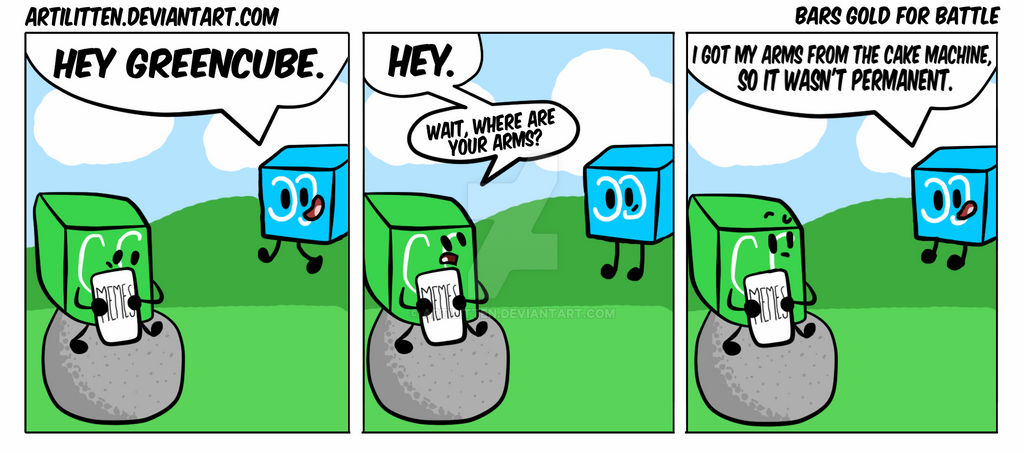 ARTILITTEN.DEVIANTART.COM
BARS GOLD FOR BATTLE
HEY GREENCUBE.
MEMES
HEY.
WAIT, WHERE ARE
YOUR ARMS?
MEMES
I GOT MY ARMS FROM THE CAKE MACHINE,
SO IT WASN'T PERMANENT.
MEMES